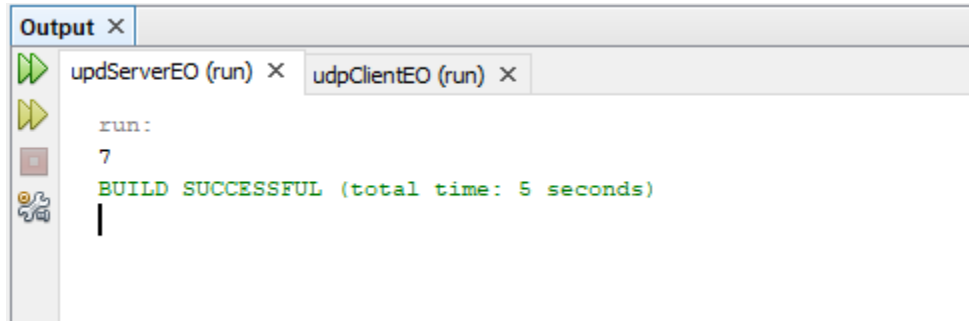 Output
updServerEO (run)
udpClientEO (run)
run:
7
BUILD SUCCESSFUL (total time: 5 seconds)